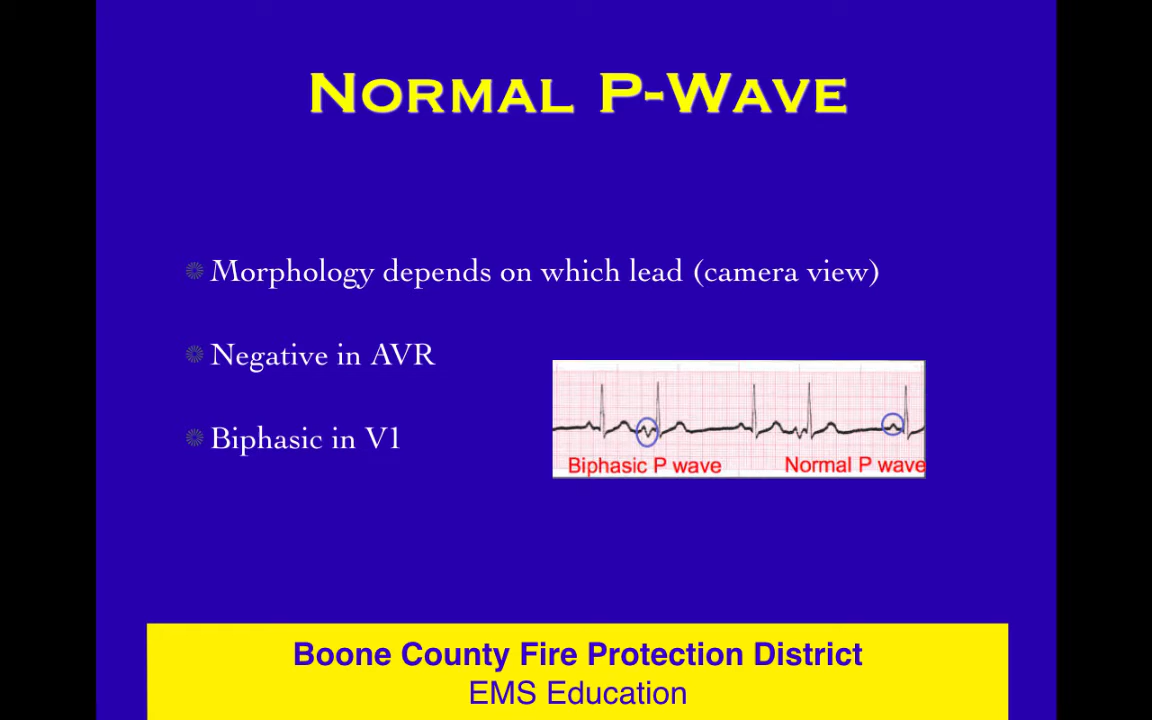 NORMAL P-WAVE
Morphology depends on which lead (camera view)
Negative in AVR
Biphasic in V1
Biphasic P wave
Normal P wave
Boone County Fire Protection District
EMS Education